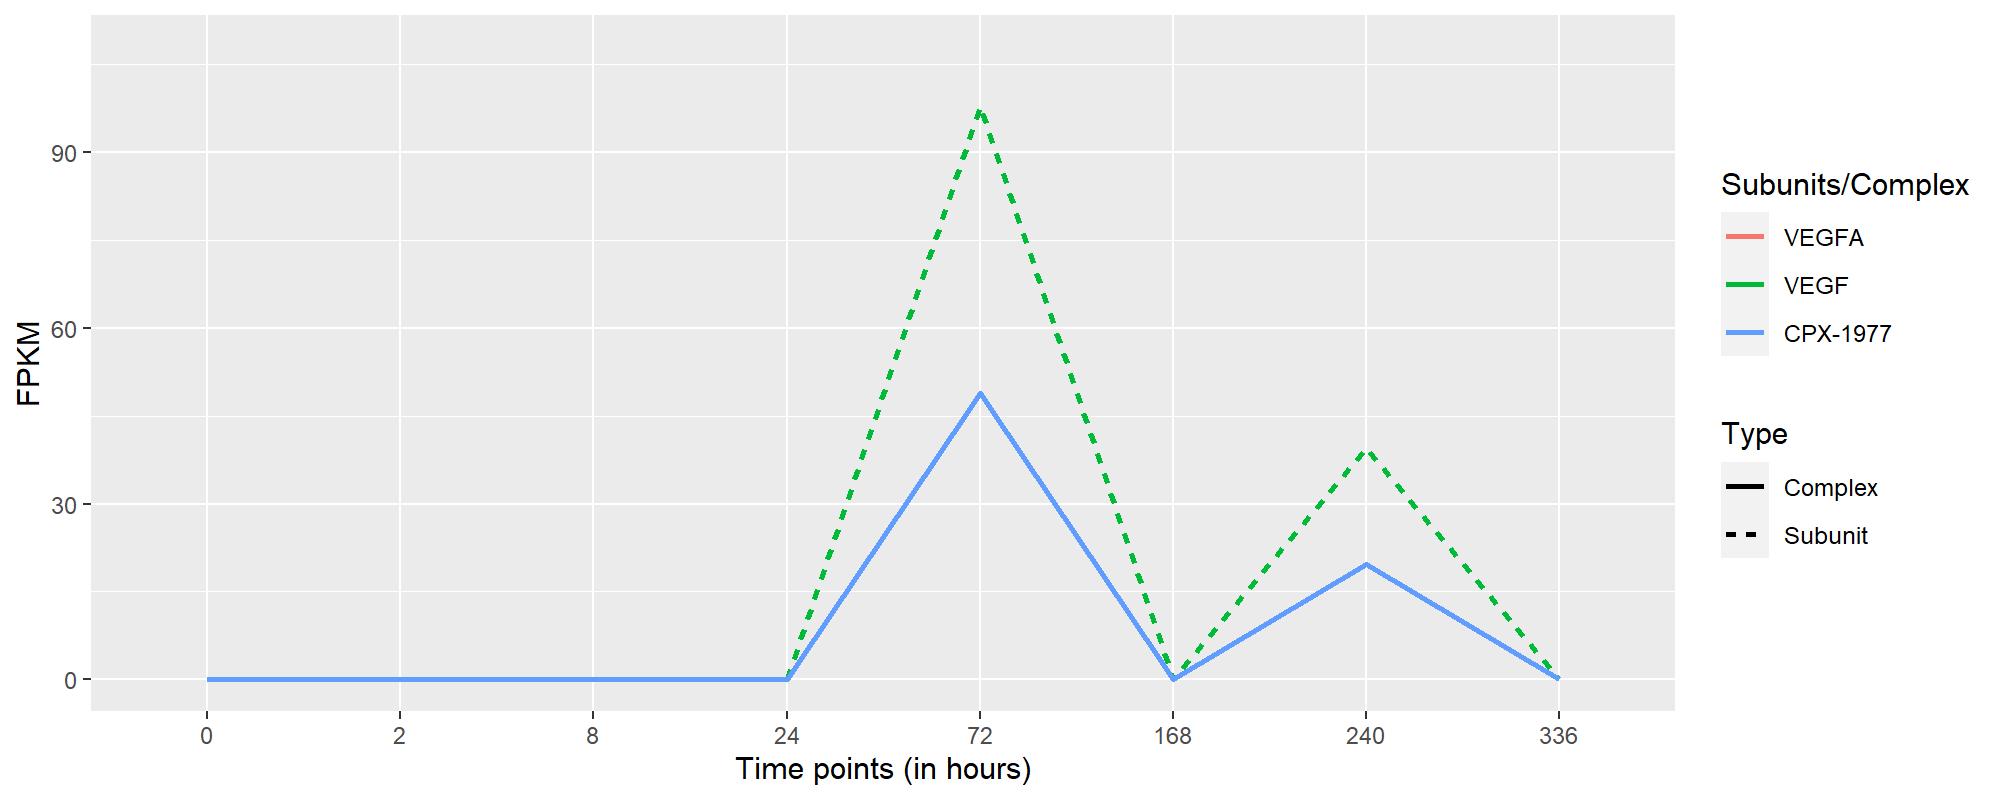 90
60
30
0
FPKM
0 2 8 24 72 168 240 336
Time points (in hours)
Subunits/Complex
VEGFA
VEGF
CPX-1977
Type
Complex
Subunit